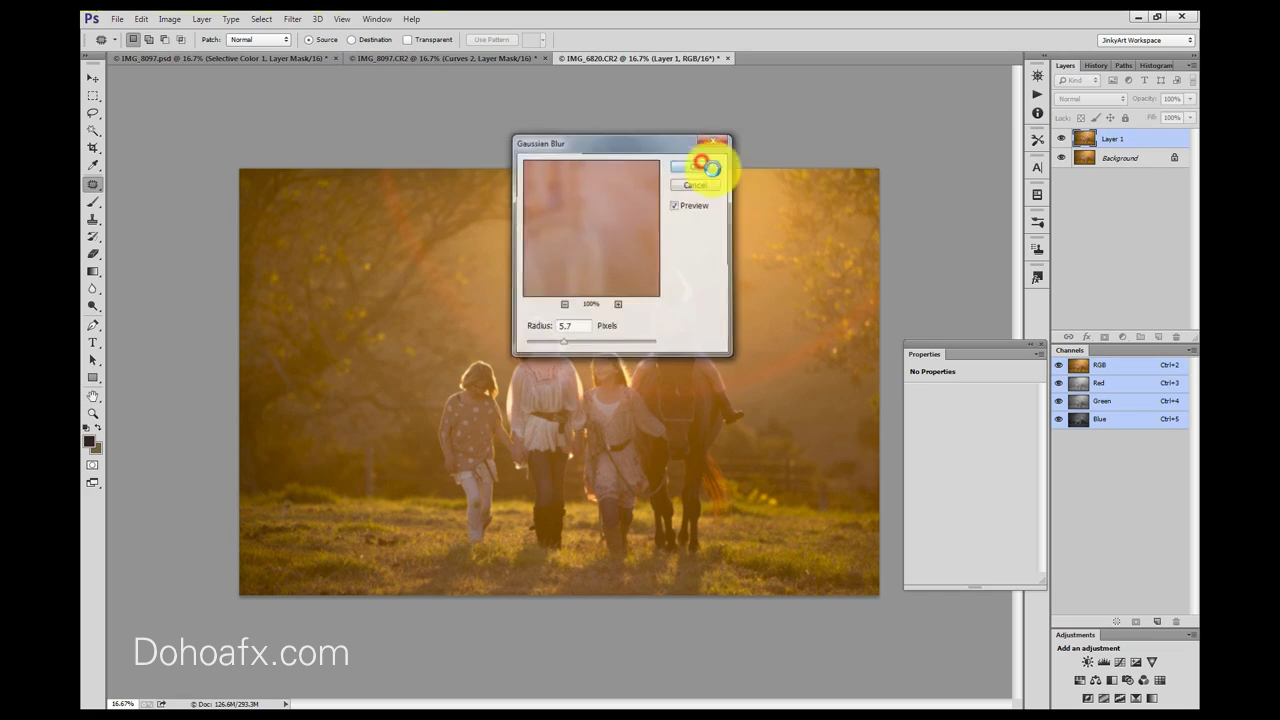 Ps File Edit Image Layer Type Select Filter 3D View Window Help
Patch: Normal Source Destination Transparent Use Pattern JinkyArt Workspace
© IMG_8097.psd @ 16.7% (Selective Color 1, Layer Mask/16) * × © IMG_8097.CR2 @ 16.7% (Curves 2, Layer Mask/16) * × © IMG_6820.CR2 @ 16.7% (Layer 1, RGB/16*) * ×
Layers History Paths Histogram
Kind
Normal Opacity: 100%
Lock: Fill: 100%
Layer 1
Background
Gaussian Blur
Cancel
Preview
100%
Radius: 5.7 Pixels
Properties
No Properties
Channels
RGB Ctrl+2
Red Ctrl+3
Green Ctrl+4
Blue Ctrl+5
Adjustments
Add an adjustment
Dohoafx.com
16.67% Doc: 126.6M/293.3M